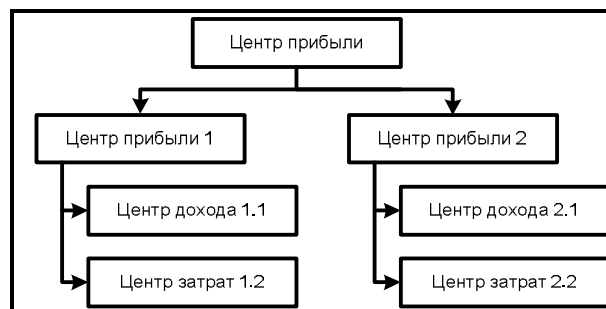 Центр прибыли
Центр прибыли 1
Центр прибыли 2
Центр дохода 1.1
Центр дохода 2.1
Центр затрат 1.2
Центр затрат 2.2